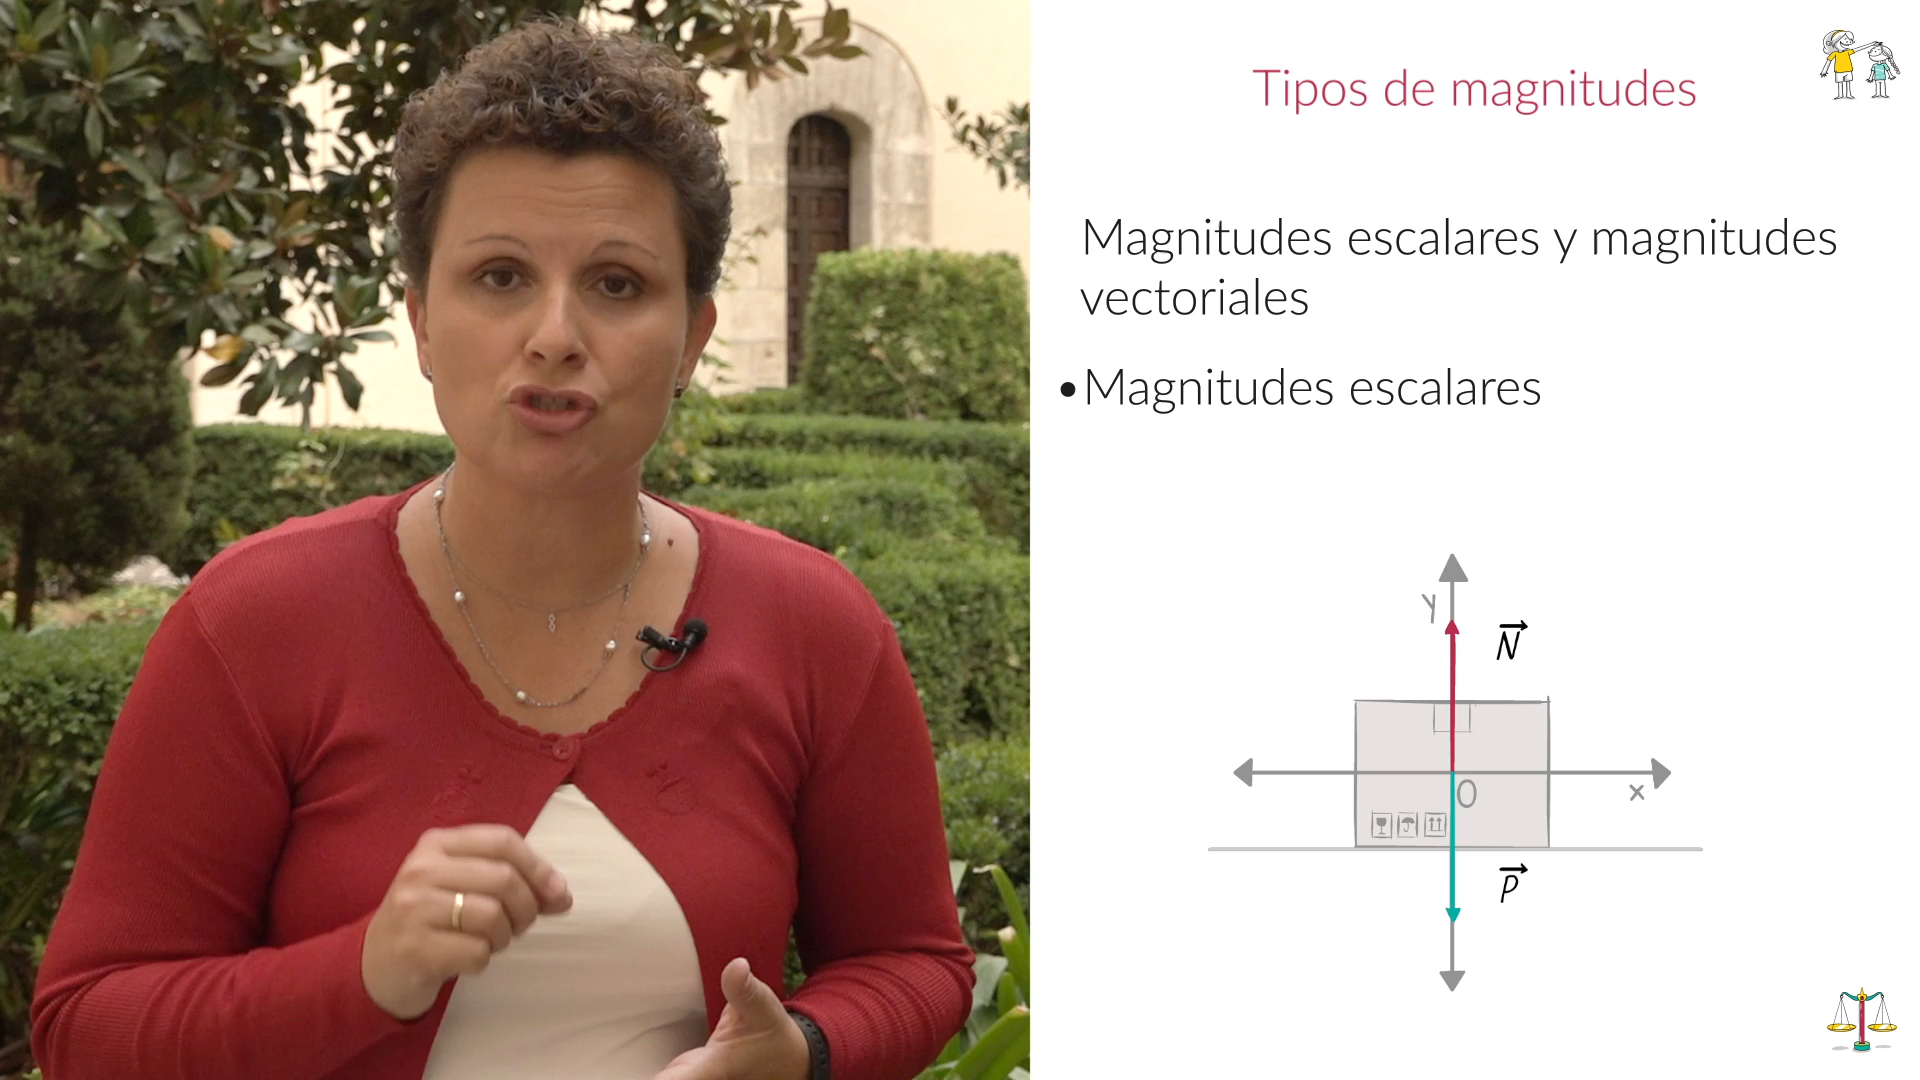 Tipos de magnitudes
Magnitudes escalares y magnitudes
vectoriales
•Magnitudes escalares
y
N⃗
O
x
P⃗